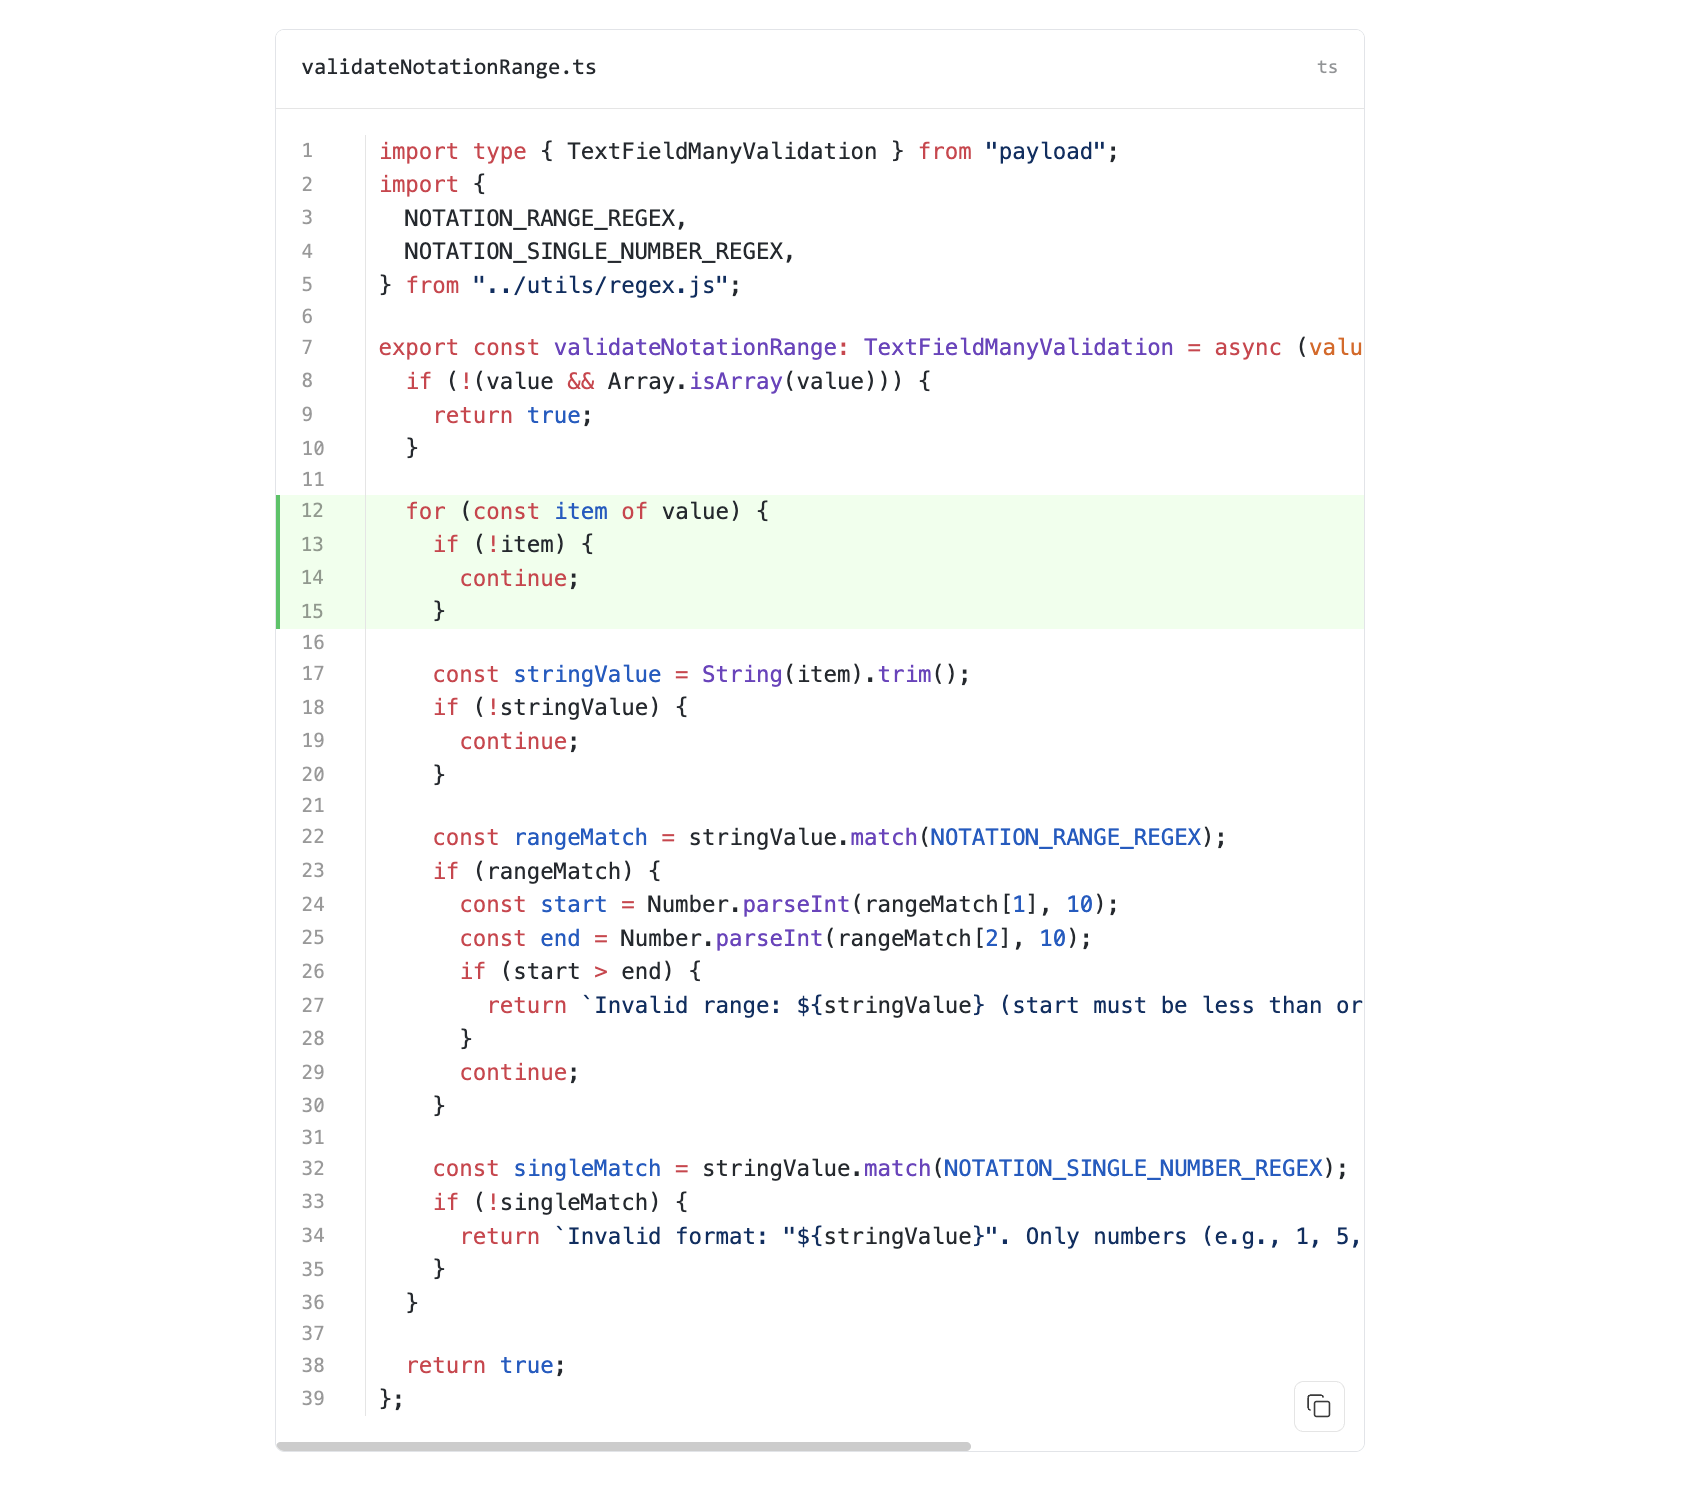 validateNotationRange.ts
ts
1 import type { TextFieldManyValidation } from "payload";
2 import {
3   NOTATION_RANGE_REGEX,
4   NOTATION_SINGLE_NUMBER_REGEX,
5 } from "../utils/regex.js";
6
7 export const validateNotationRange: TextFieldManyValidation = async (valu
8   if (!(value && Array.isArray(value))) {
9     return true;
10   }
11
12   for (const item of value) {
13     if (!item) {
14       continue;
15     }
16
17     const stringValue = String(item).trim();
18     if (!stringValue) {
19       continue;
20     }
21
22     const rangeMatch = stringValue.match(NOTATION_RANGE_REGEX);
23     if (rangeMatch) {
24       const start = Number.parseInt(rangeMatch[1], 10);
25       const end = Number.parseInt(rangeMatch[2], 10);
26       if (start > end) {
27         return `Invalid range: ${stringValue} (start must be less than or
28       }
29       continue;
30     }
31
32     const singleMatch = stringValue.match(NOTATION_SINGLE_NUMBER_REGEX);
33     if (!singleMatch) {
34       return `Invalid format: "${stringValue}". Only numbers (e.g., 1, 5,
35     }
36   }
37
38   return true;
39 };